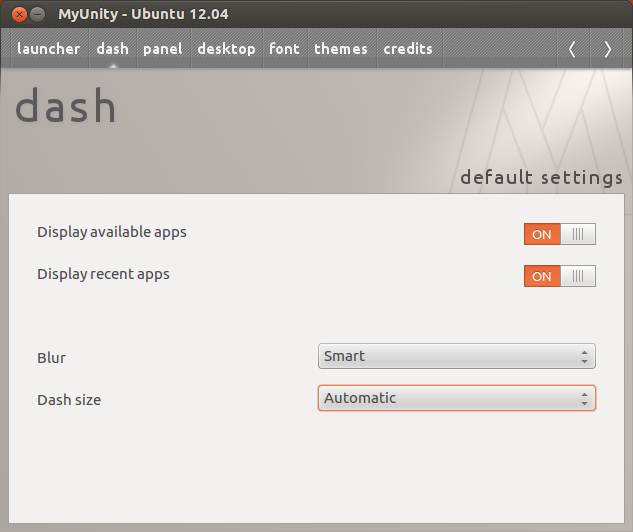 MyUnity - Ubuntu 12.04
launcher dash panel desktop font themes credits
dash
default settings
Display available apps ON
Display recent apps ON
Blur Smart
Dash size Automatic